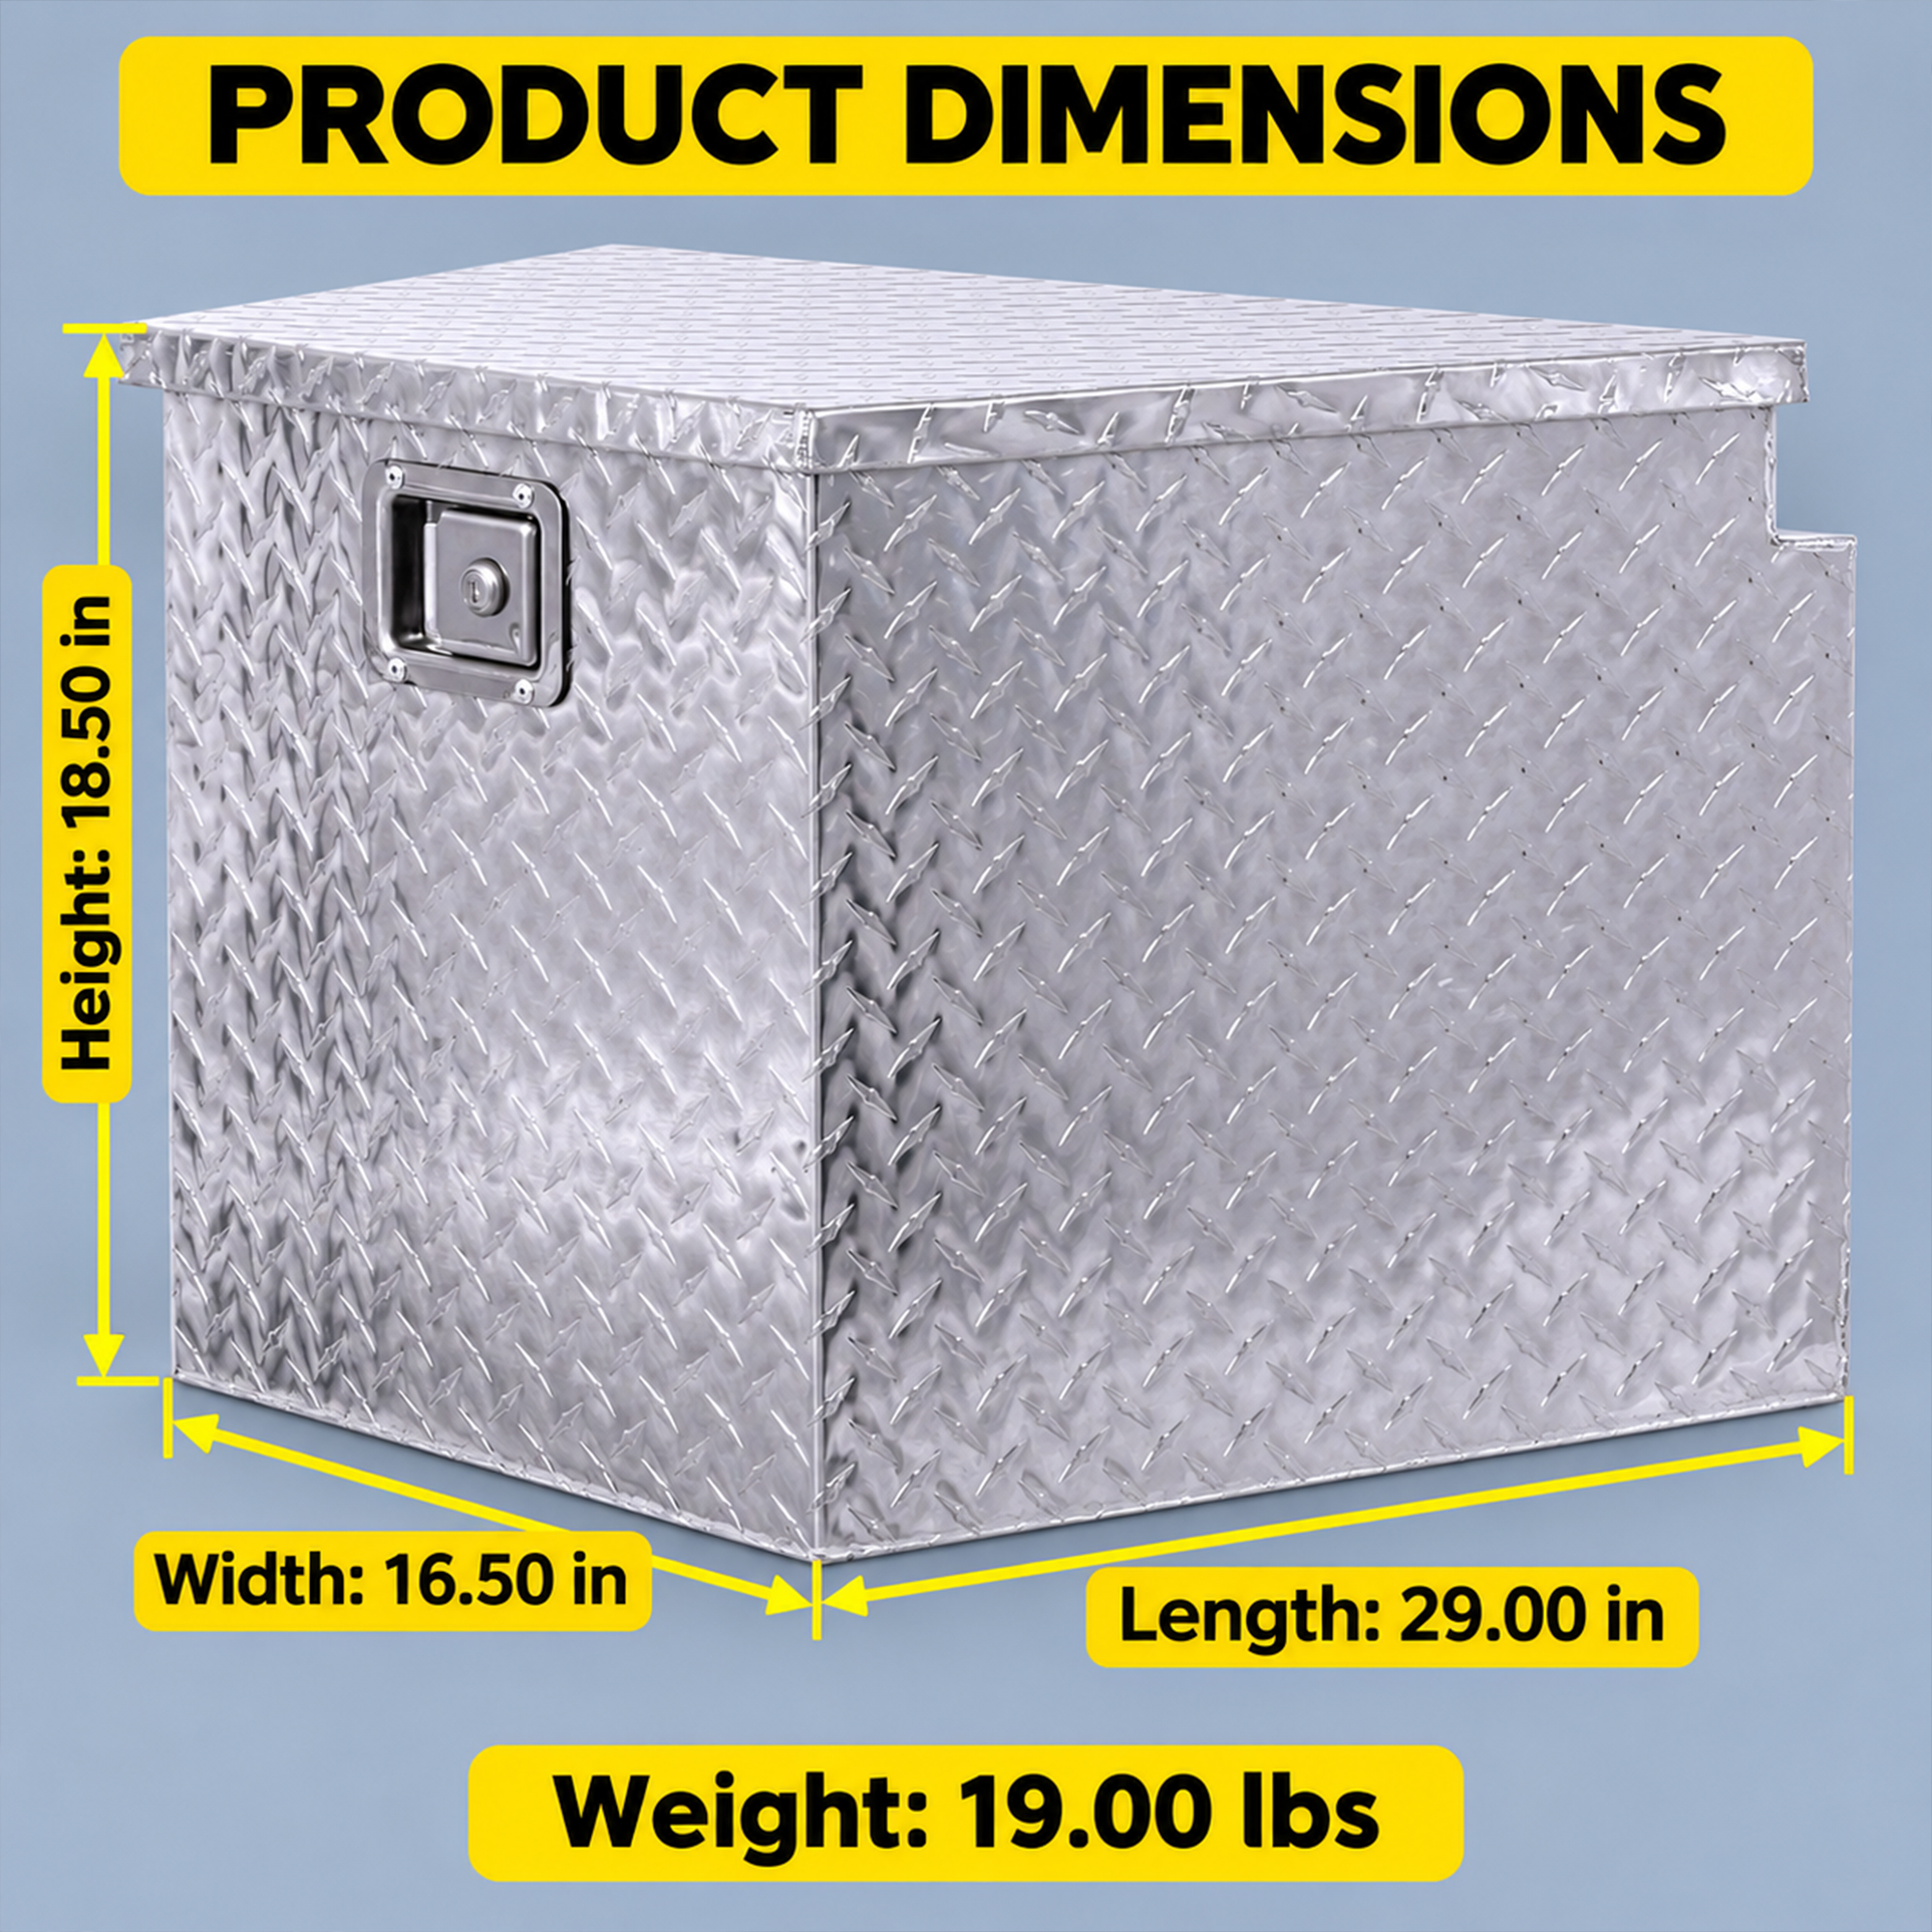 PRODUCT DIMENSIONS
Height: 18.50 in
Width: 16.50 in
Length: 29.00 in
Weight: 19.00 lbs